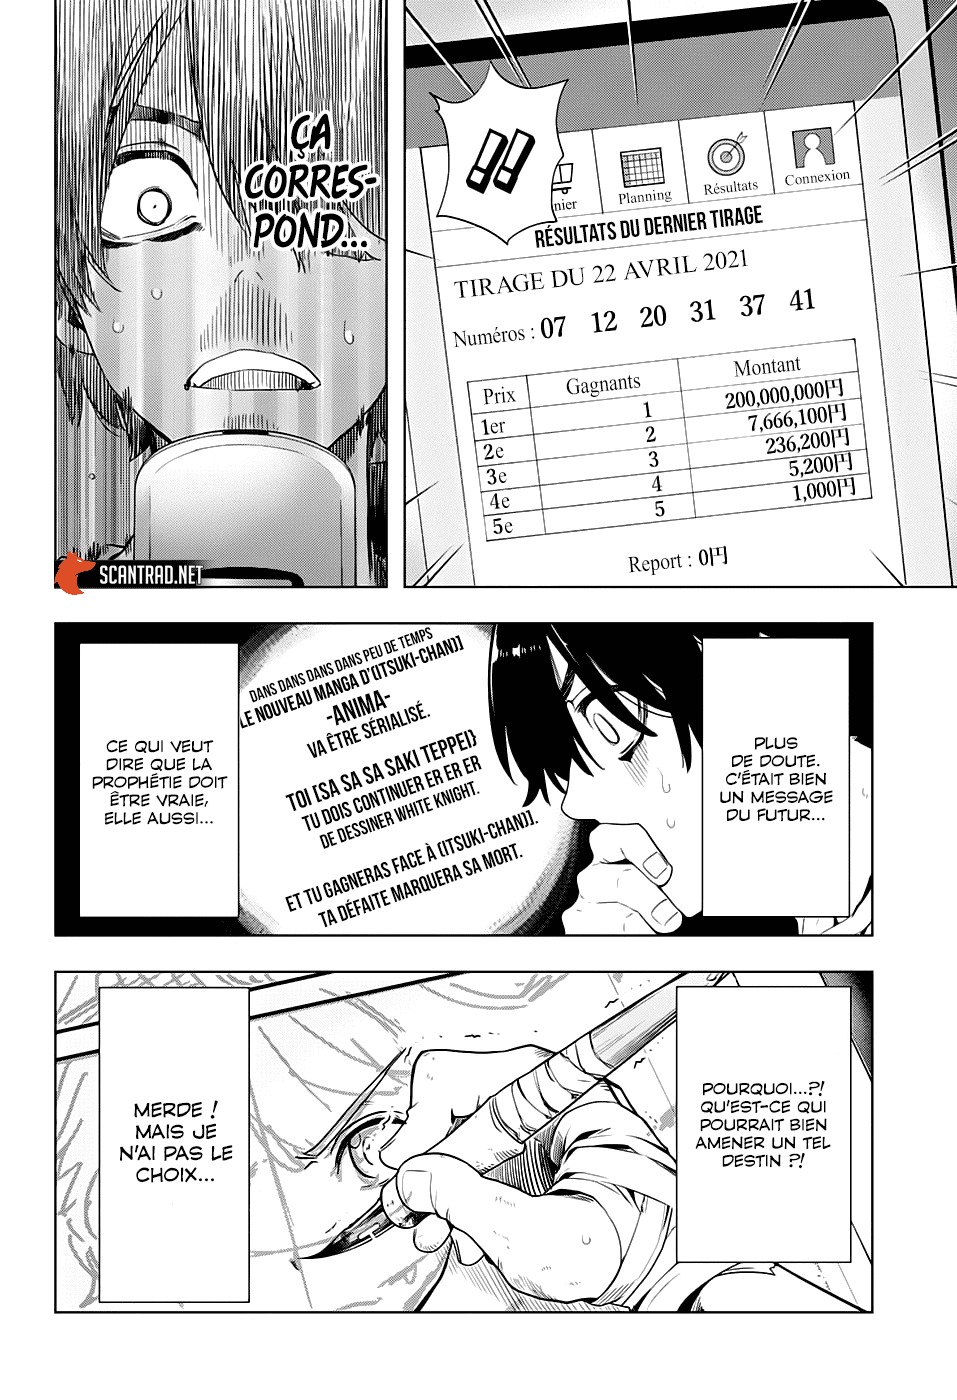 !!
nier
Planning
Résultats
Connexion
RÉSULTATS DU DERNIER TIRAGE
TIRAGE DU 22 AVRIL 2021
Numéros : 07 12 20 31 37 41
Prix Gagnants Montant
1er 1 200,000,000円
2e 2 7,666,100円
3e 3 236,200円
4e 4 5,200円
5e 5 1,000円
Report : 0円
ÇA
CORRES-
POND...
SCANTRAD.NET
PLUS
DE DOUTE.
C'ÉTAIT BIEN
UN MESSAGE
DU FUTUR...
DANS DANS DANS DANS PEU DE TEMPS
LE NOUVEAU MANGA D'(ITSUKI-CHAN)]
-ANIMA-
VA ÊTRE SÉRIALISÉ.
TOI [SA SA SA SAKI TEPPEI}
TU DOIS CONTINUER ER ER ER
DE DESSINER WHITE KNIGHT.
ET TU GAGNERAS FACE À (ITSUKI-CHAN)].
TA DÉFAITE MARQUERA SA MORT.
CE QUI VEUT
DIRE QUE LA
PROPHÉTIE DOIT
ÊTRE VRAIE,
ELLE AUSSI...
POURQUOI...?!
QU'EST-CE QUI
POURRAIT BIEN
AMENER UN TEL
DESTIN ?!
MERDE !
MAIS JE
N'AI PAS LE
CHOIX...